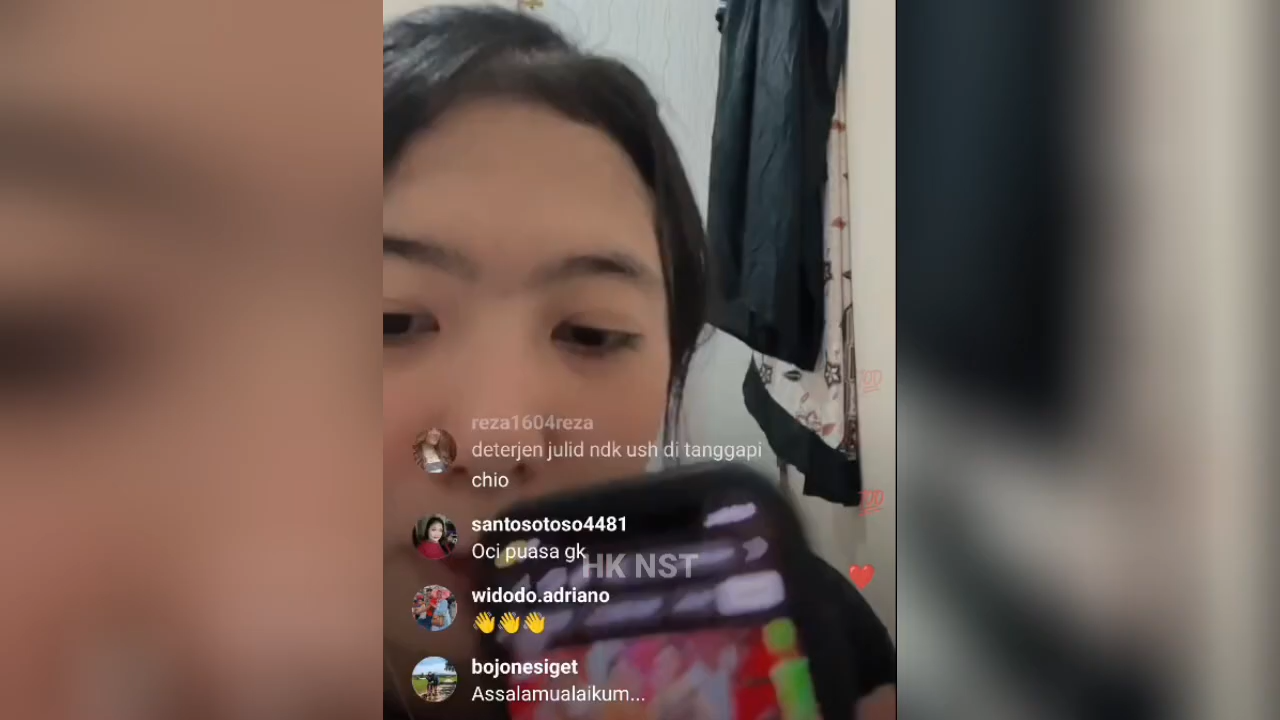 reza1604reza
deterjen julid ndk ush di tanggapi
chio
santosotoso4481
Oci puasa gk
HK NST
widodo.adriano
👋👋👋
bojonesiget
Assalamualaikum...
💯
💯